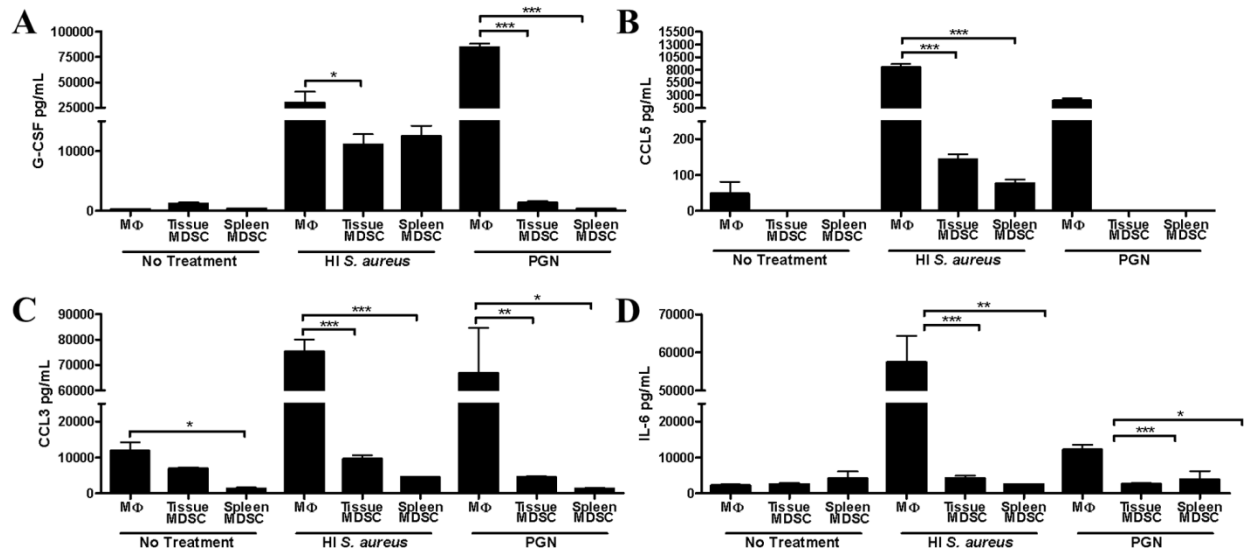 A
G-CSF pg/mL
100000
75000
50000
25000
10000
0
*
***
***
MΦ Tissue MDSC Spleen MDSC MΦ Tissue MDSC Spleen MDSC MΦ Tissue MDSC Spleen MDSC
No Treatment HI S. aureus PGN
B
CCL5 pg/mL
15500
13000
10500
8000
5500
3000
500
200
100
0
***
***
MΦ Tissue MDSC Spleen MDSC MΦ Tissue MDSC Spleen MDSC MΦ Tissue MDSC Spleen MDSC
No Treatment HI S. aureus PGN
C
CCL3 pg/mL
90000
80000
70000
60000
20000
10000
0
*
***
***
*
**
MΦ Tissue MDSC Spleen MDSC MΦ Tissue MDSC Spleen MDSC MΦ Tissue MDSC Spleen MDSC
No Treatment HI S. aureus PGN
D
IL-6 pg/mL
70000
60000
50000
20000
10000
0
**
***
*
***
MΦ Tissue MDSC Spleen MDSC MΦ Tissue MDSC Spleen MDSC MΦ Tissue MDSC Spleen MDSC
No Treatment HI S. aureus PGN